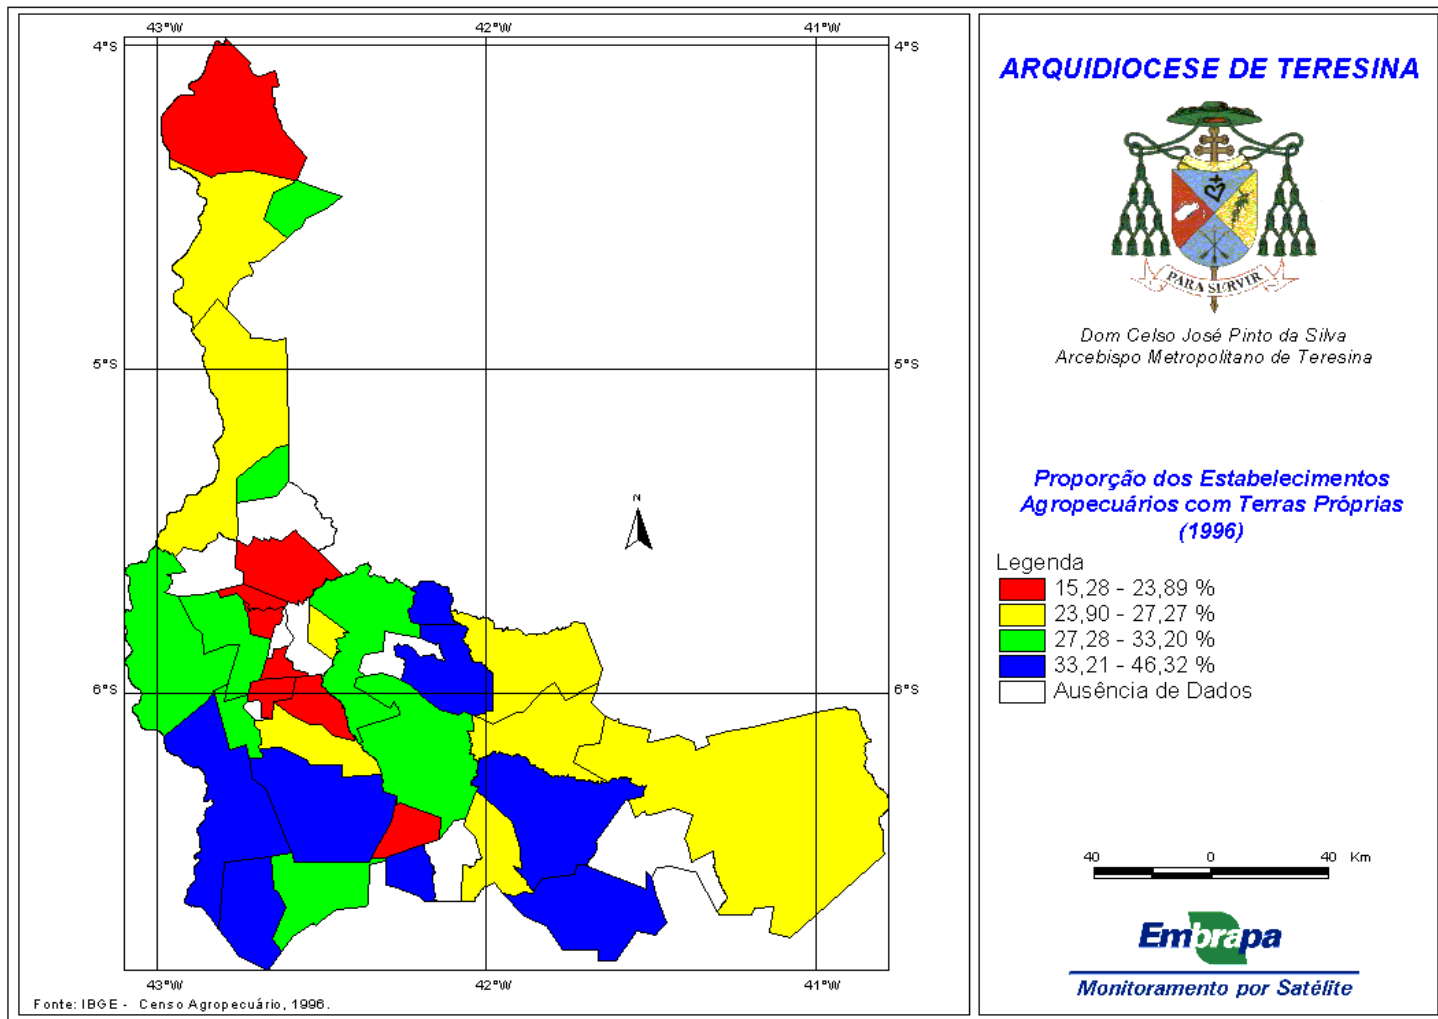 43°W 42°W 41°W
4°S 4°S
5°S 5°S
6°S 6°S
43°W 42°W 41°W
N
Fonte: IBGE - Censo Agropecuário, 1996.
ARQUIDIOCESE DE TERESINA
PARA SERVIR
Dom Celso José Pinto da Silva
Arcebispo Metropolitano de Teresina
Proporção dos Estabelecimentos
Agropecuários com Terras Próprias
(1996)
Legenda
15,28 - 23,89 %
23,90 - 27,27 %
27,28 - 33,20 %
33,21 - 46,32 %
Ausência de Dados
40 0 40 Km
Embrapa
Monitoramento por Satélite